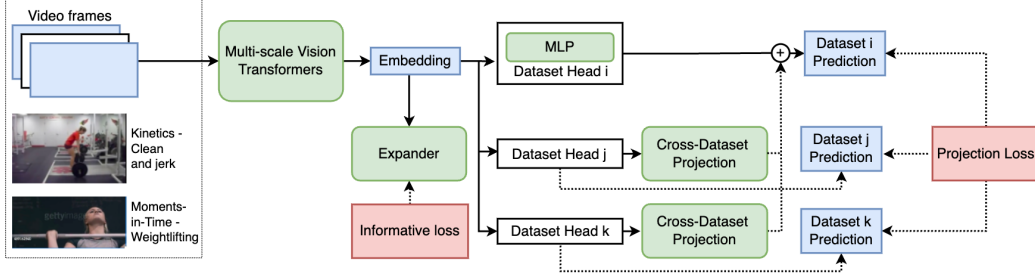 Video frames
Multi-scale Vision
Transformers
Embedding
MLP
Dataset Head i
+
Dataset i
Prediction
Kinetics -
Clean
and jerk
Expander
Dataset Head j
Cross-Dataset
Projection
Dataset j
Prediction
Projection Loss
Moments-
in-Time -
Weightlifting
Informative loss
Dataset Head k
Cross-Dataset
Projection
Dataset k
Prediction